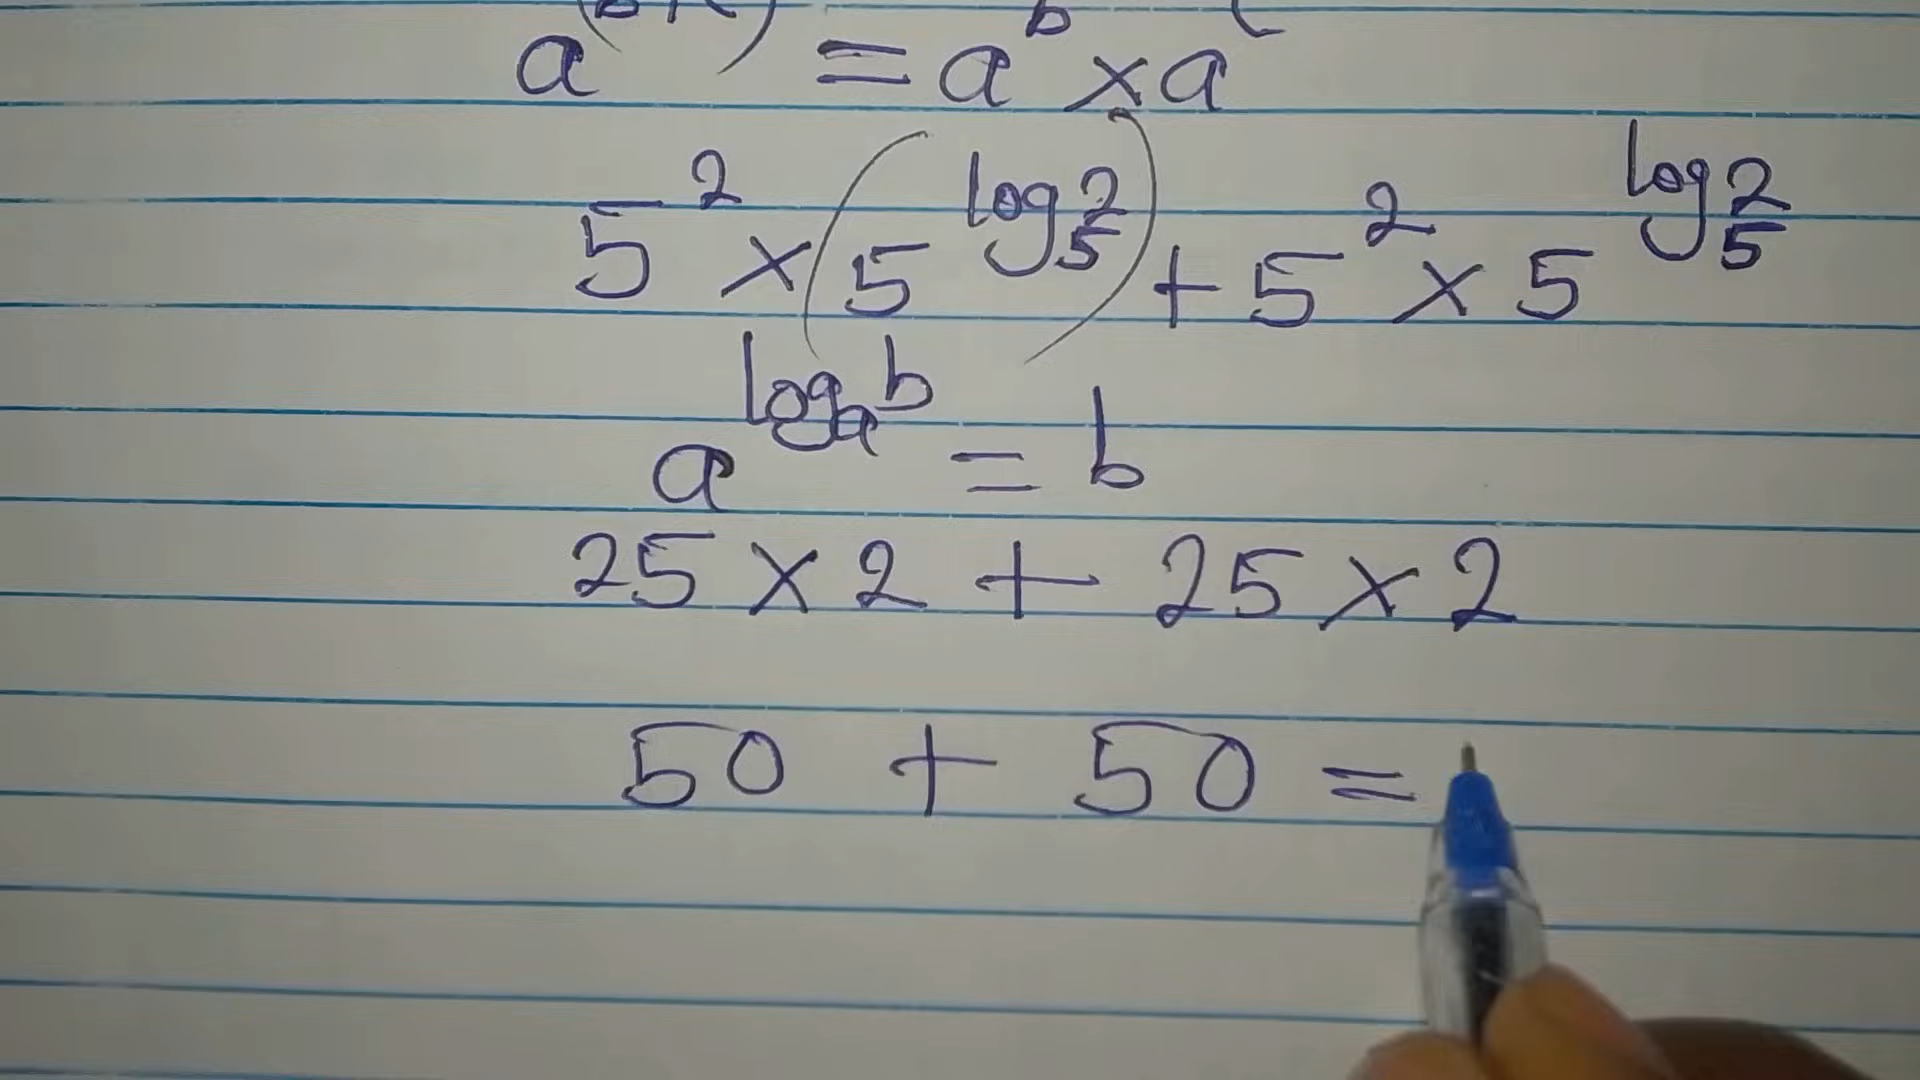 a^(b+c) = a^b × a^c
5^2 × (5^log_5 2) + 5^2 × 5^log_5 2
a^log_a b = b
25 × 2 + 25 × 2
50 + 50 =